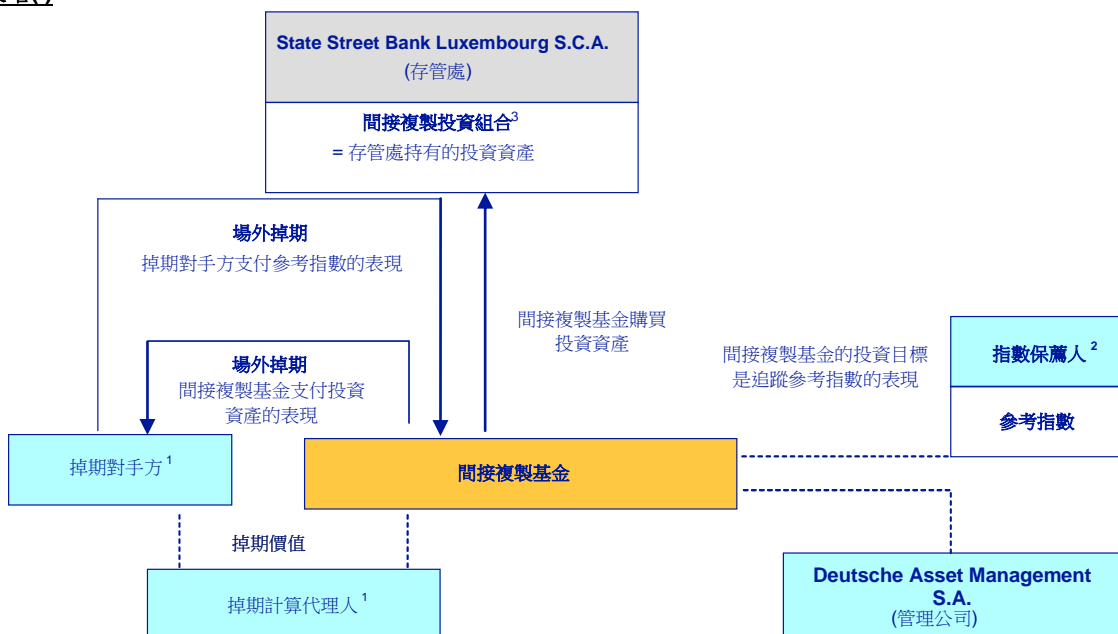 State Street Bank Luxembourg S.C.A.
(存管處)
間接複製投資組合³
= 存管處持有的投資資產
場外掉期
掉期對手方支付參考指數的表現
間接複製基金購買
投資資產
間接複製基金的投資目標
是追蹤參考指數的表現
指數保薦人 ²
參考指數
場外掉期
間接複製基金支付投資
資產的表現
掉期對手方 ¹
間接複製基金
掉期價值
掉期計算代理人 ¹
Deutsche Asset Management
S.A.
(管理公司)